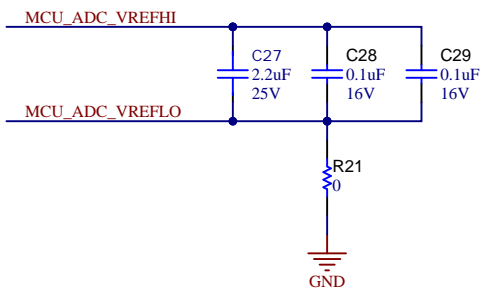 MCU_ADC_VREFHI
C27
2.2uF
25V
C28
0.1uF
16V
C29
0.1uF
16V
MCU_ADC_VREFLO
R21
0
GND